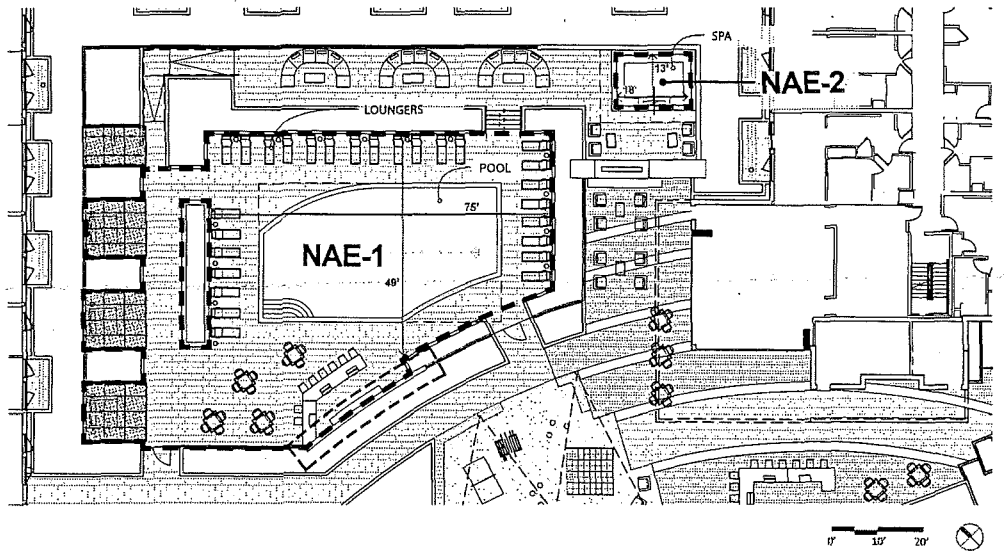 SPA
13'
18'
NAE-2
LOUNGERS
POOL
75'
NAE-1
49'
0' 10' 20'